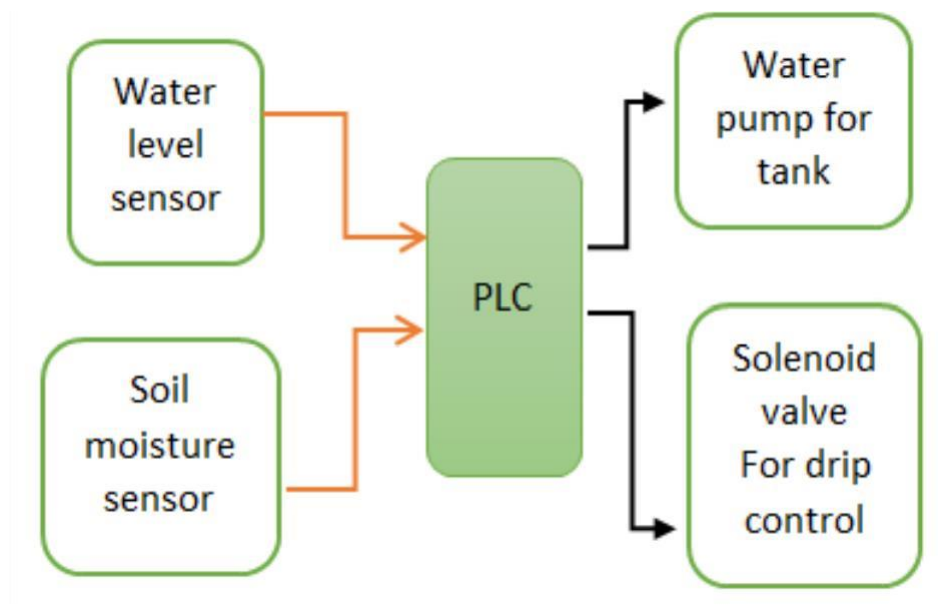 Water
level
sensor
Soil
moisture
sensor
PLC
Water
pump for
tank
Solenoid
valve
For drip
control